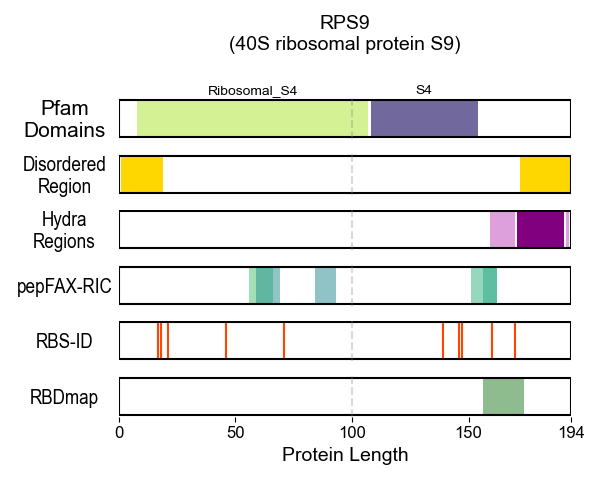 RPS9
(40S ribosomal protein S9)
Ribosomal_S4
S4
Pfam
Domains
Disordered
Region
Hydra
Regions
pepFAX-RIC
RBS-ID
RBDmap
0 50 100 150 194
Protein Length